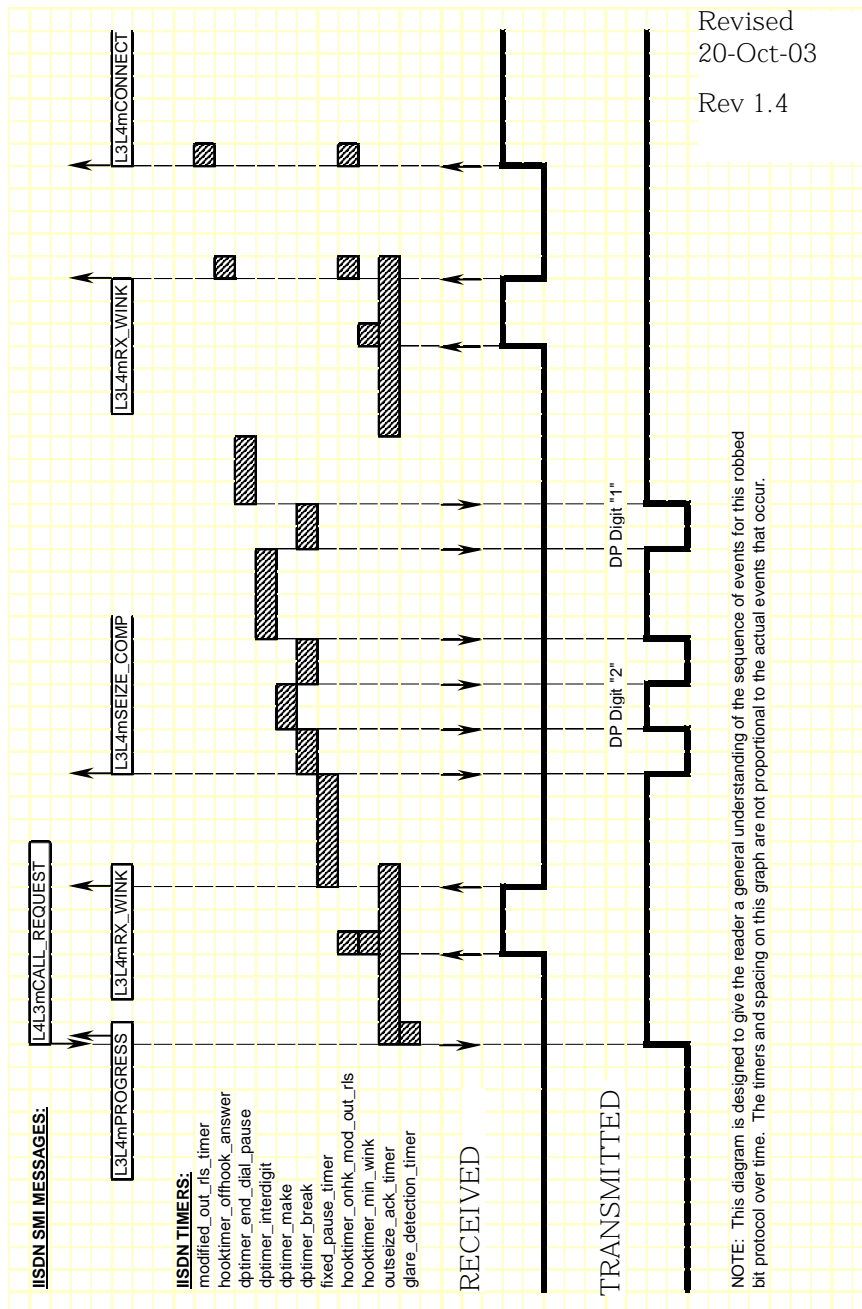 Revised
20-Oct-03
Rev 1.4
IISDN SMI MESSAGES:
L4L3mCALL_REQUEST
L3L4mPROGRESS
L3L4mRX_WINK
L3L4mSEIZE_COMP
L3L4mRX_WINK
L3L4mCONNECT
IISDN TIMERS:
modified_out_rls_timer
hooktimer_offhook_answer
dptimer_end_dial_pause
dptimer_interdigit
dptimer_make
dptimer_break
fixed_pause_timer
hooktimer_onhk_mod_out_rls
hooktimer_min_wink
outseize_ack_timer
glare_detection_timer
RECEIVED
TRANSMITTED
DP Digit "2"
DP Digit "1"
NOTE: This diagram is designed to give the reader a general understanding of the sequence of events for this robbed
bit protocol over time. The timers and spacing on this graph are not proportional to the actual events that occur.